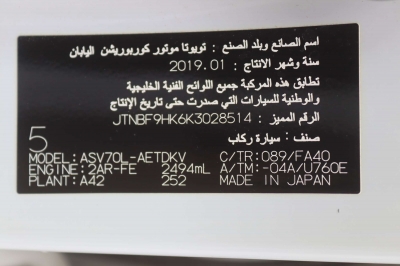 اسم الصانع و بلد الصنع : تويوتا موتور كوربوريشن اليابان
سنة وشهر الانتاج : 2019.01
تطابق هذه المركبة جميع اللوائح الفنية الخليجية
والوطنية للسيارات التي صدرت حتى تاريخ الإنتاج
الرقم المميز : JTNBF9HK6K3028514
صنف : سيارة ركاب
5
MODEL: ASV70L-AETDKV C/TR: 089/FA40
ENGINE: 2AR-FE 2494mL A/TM: -04A/U760E
PLANT: A42 252 MADE IN JAPAN